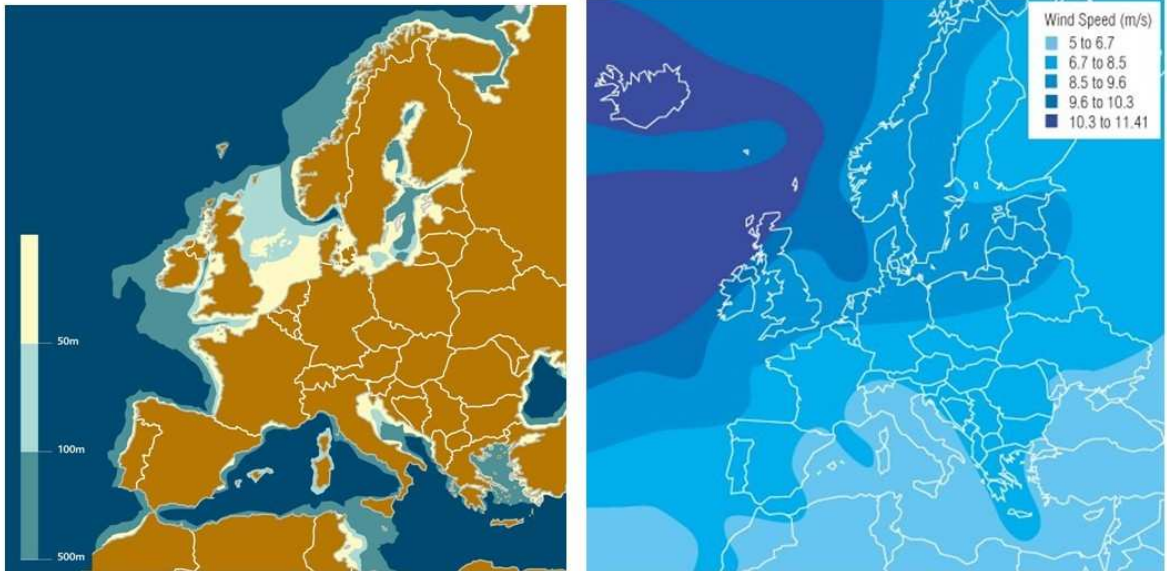 50m
100m
500m
Wind Speed (m/s)
5 to 6.7
6.7 to 8.5
8.5 to 9.6
9.6 to 10.3
10.3 to 11.41